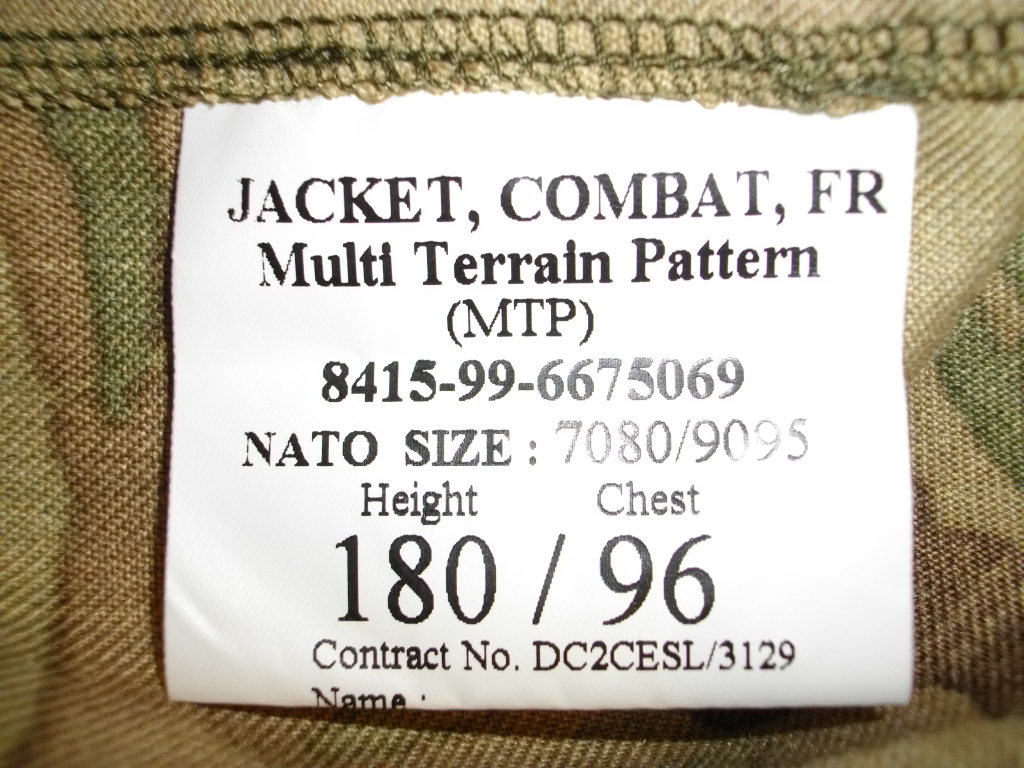 JACKET, COMBAT, FR
Multi Terrain Pattern
(MTP)
8415-99-6675069
NATO SIZE : 7080/9095
Height Chest
180 / 96
Contract No. DC2CESL/3129
Name :